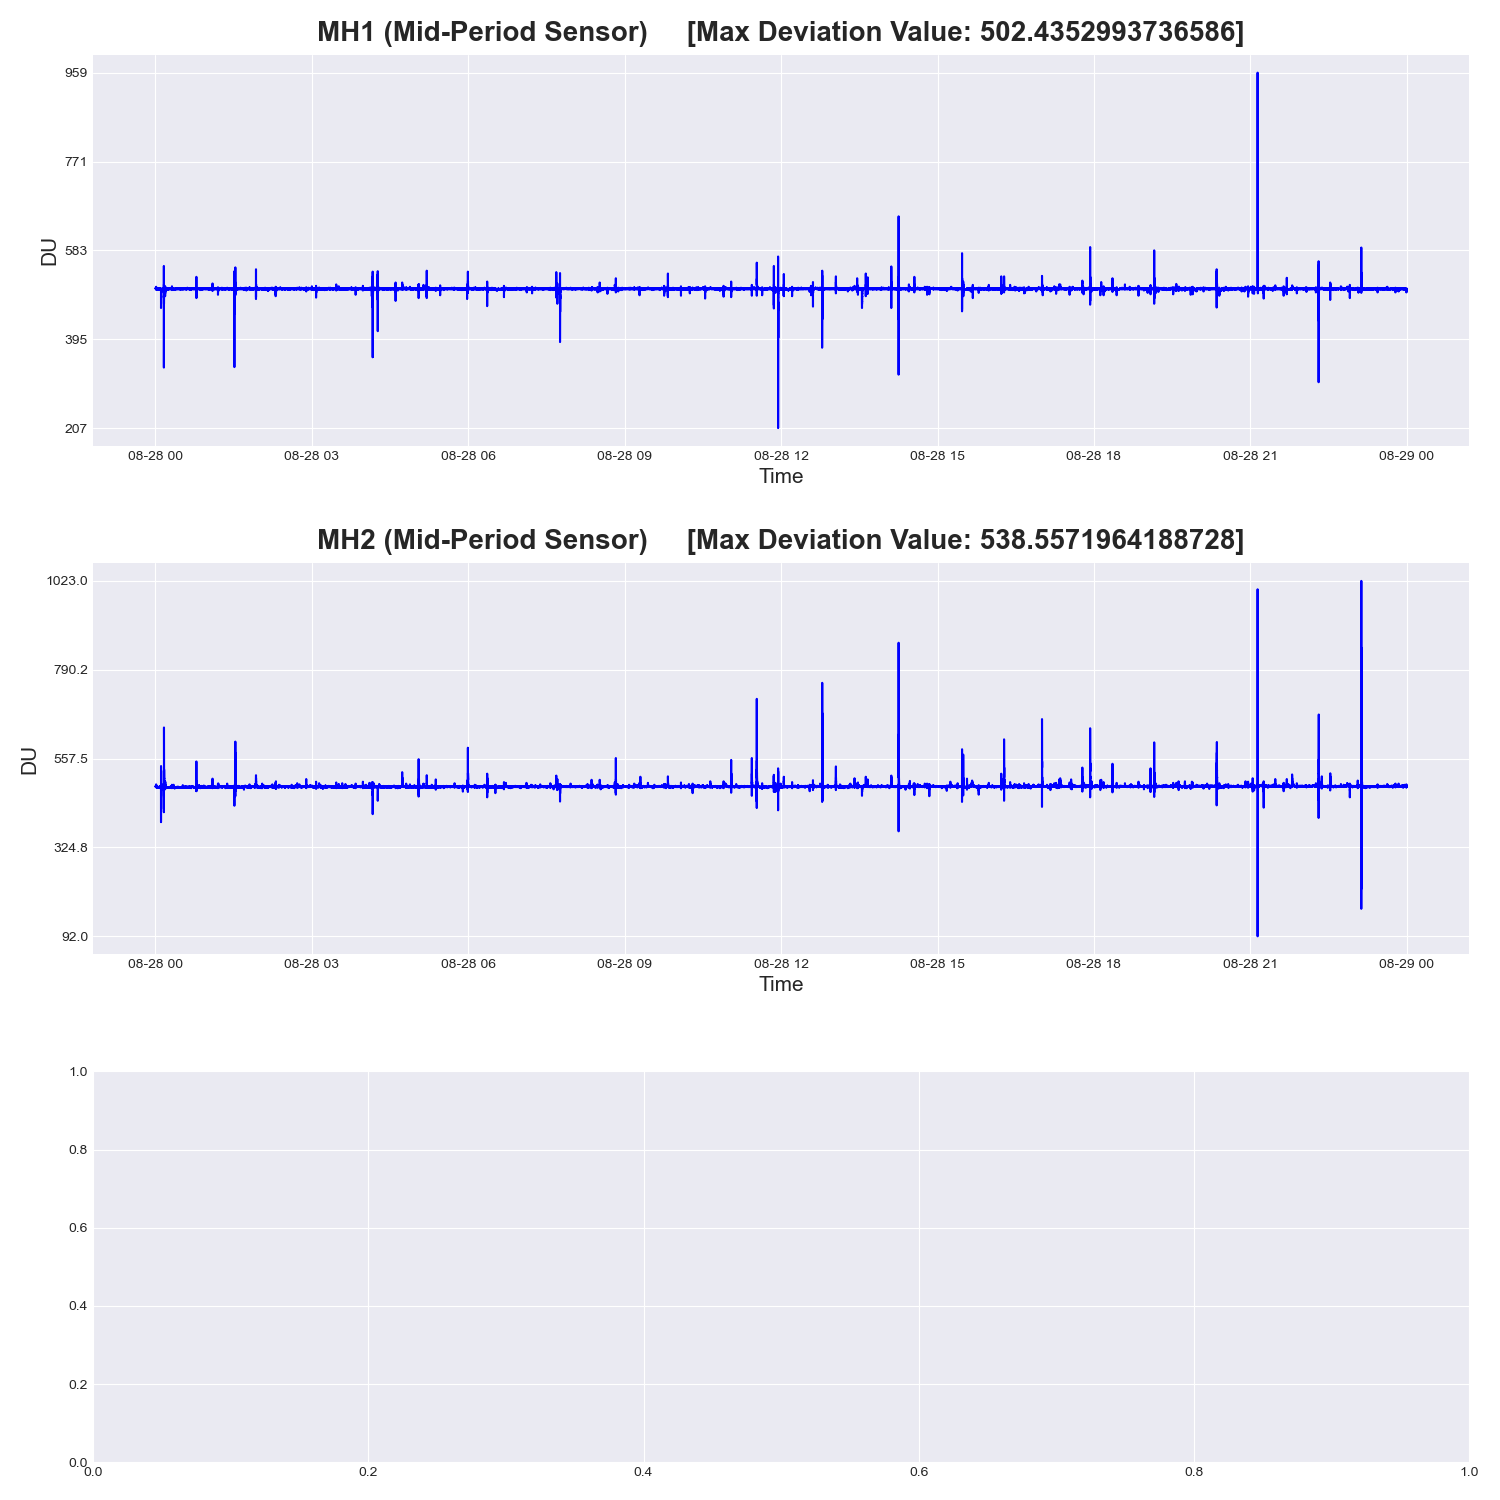 MH1 (Mid-Period Sensor) [Max Deviation Value: 502.4352993736586]
959
771
583
395
207
DU
08-28 00 08-28 03 08-28 06 08-28 09 08-28 12 08-28 15 08-28 18 08-28 21 08-29 00
Time
MH2 (Mid-Period Sensor) [Max Deviation Value: 538.5571964188728]
1023.0
790.2
557.5
324.8
92.0
DU
08-28 00 08-28 03 08-28 06 08-28 09 08-28 12 08-28 15 08-28 18 08-28 21 08-29 00
Time
1.0
0.8
0.6
0.4
0.2
0.0
0.0 0.2 0.4 0.6 0.8 1.0